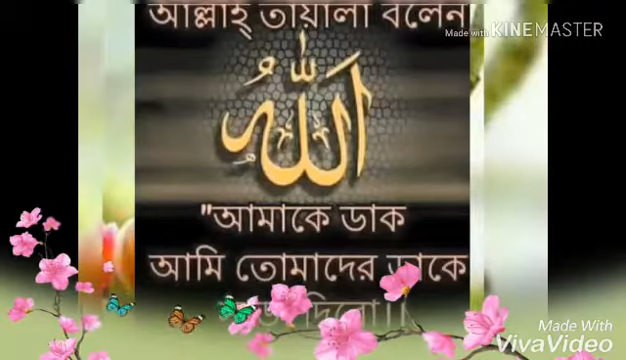 আল্লাহ্ তায়ালা বলেন
Made with KINEMASTER
الله
"আমাকে ডাক
আমি তোমাদের ডাকে
দিবো।।
Made With
VivaVideo